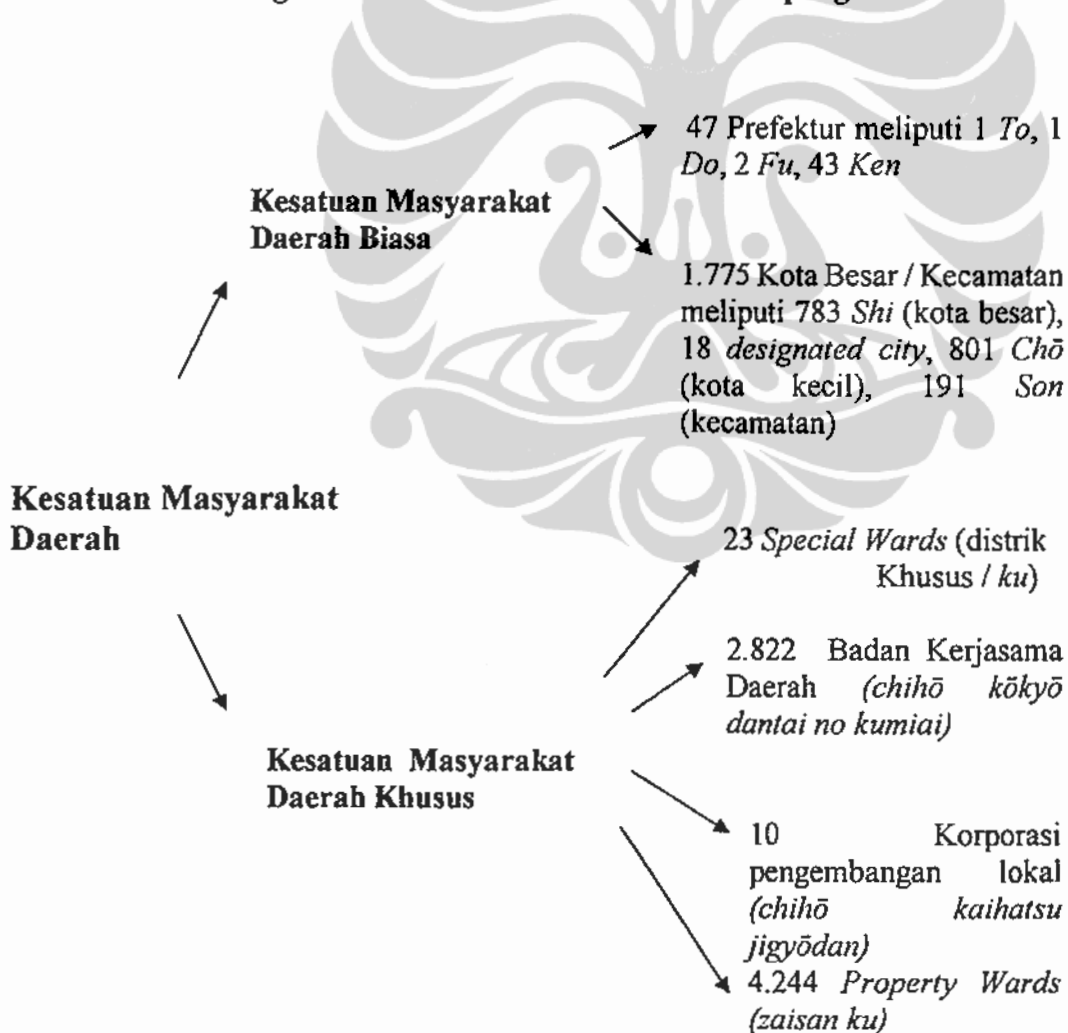 47 Prefektur meliputi 1 To, 1
Do, 2 Fu, 43 Ken
Kesatuan Masyarakat
Daerah Biasa
1.775 Kota Besar / Kecamatan
meliputi 783 Shi (kota besar),
18 designated city, 801 Chō
(kota kecil), 191 Son
(kecamatan)
Kesatuan Masyarakat
Daerah
23 Special Wards (distrik
Khusus / ku)
2.822 Badan Kerjasama
Daerah (chihō kōkyō
dantai no kumiai)
Kesatuan Masyarakat
Daerah Khusus
10 Korporasi
pengembangan lokal
(chihō kaihatsu
jigyōdan)
4.244 Property Wards
(zaisan ku)